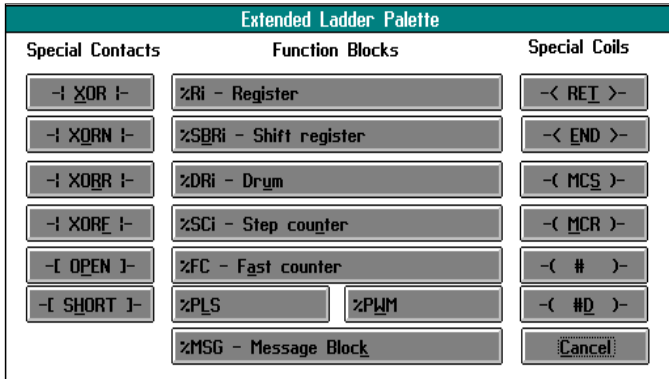 Extended Ladder Palette
Special Contacts Function Blocks Special Coils
-| XOR |- %Ri - Register -< RET >-
-| XORN |- %SBRi - Shift register -< END >-
-| XORR |- %DRi - Drum -( MCS )-
-| XORF |- %SCi - Step counter -( MCR )-
-[ OPEN ]- %FC - Fast counter -( # )-
-[ SHORT ]- %PLS %PWM -( #D )-
%MSG - Message Block Cancel